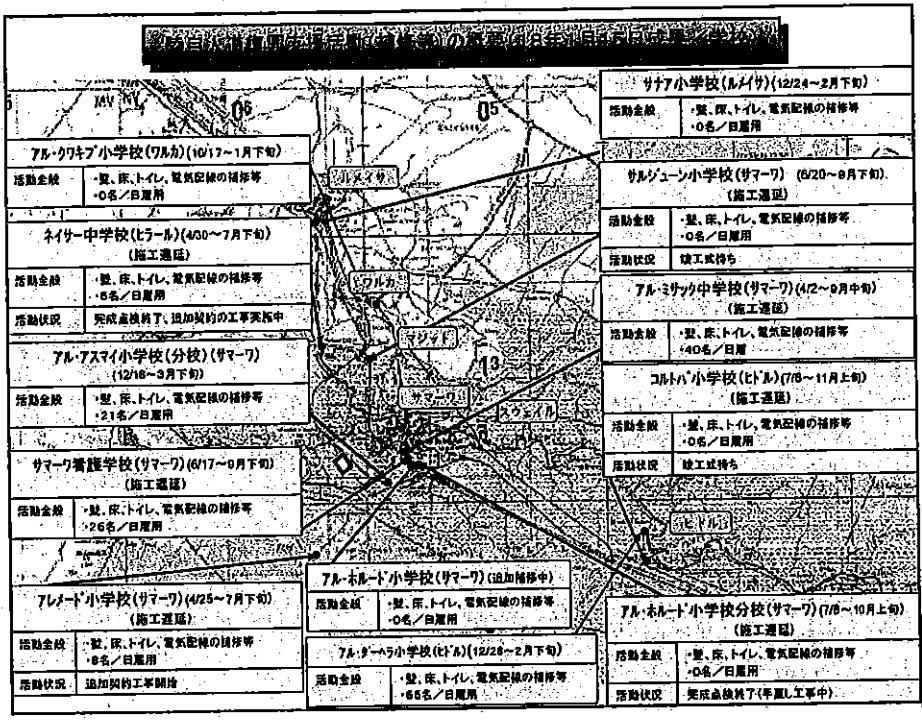 サナア小学校(ルメイサ)(12/24～2月下旬)
活動全般
・壁、床、トイレ、電気配線の補修等
・0名/日雇用
アル・クワキブ小学校(ワルカ)(10/17～1月下旬)
活動全般
・壁、床、トイレ、電気配線の補修等
・0名/日雇用
サルジューン小学校(サマーワ) (6/20～9月下旬)
(施工遅延)
活動全般
・壁、床、トイレ、電気配線の補修等
・0名/日雇用
活動状況
竣工式待ち
ネイサー中学校(ヒラール)(4/30～7月下旬)
(施工遅延)
活動全般
・壁、床、トイレ、電気配線の補修等
・5名/日雇用
活動状況
完成点検終了、追加契約の工事実施中
アル・ミサック中学校(サマーワ)(4/2～9月中旬)
(施工遅延)
活動全般
・壁、床、トイレ、電気配線の補修等
・40名/日雇
アル・アスマイ小学校(分校)(サマーワ)
(12/18～3月下旬)
活動全般
・壁、床、トイレ、電気配線の補修等
・21名/日雇用
コルトバ小学校(ヒドル)(7/8～11月上旬)
(施工遅延)
活動全般
・壁、床、トイレ、電気配線の補修等
・0名/日雇用
活動状況
竣工式待ち
サマーワ看護学校(サマーワ)(6/17～9月下旬)
(施工遅延)
活動全般
・壁、床、トイレ、電気配線の補修等
・26名/日雇用
アレメード小学校(サマーワ)(4/25～7月下旬)
(施工遅延)
活動全般
・壁、床、トイレ、電気配線の補修等
・8名/日雇用
活動状況
追加契約工事開始
アル・ホルード小学校(サマーワ)(追加補修中)
活動全般
・壁、床、トイレ、電気配線の補修等
・0名/日雇用
アル・ダーヘラ小学校(ヒドル)(12/28～2月下旬)
活動全般
・壁、床、トイレ、電気配線の補修等
・66名/日雇用
アル・ホルード小学校分校(サマーワ)(7/8～10月上旬)
(施工遅延)
活動全般
・壁、床、トイレ、電気配線の補修等
・0名/日雇用
活動状況
完成点検終了(手直し工事中)
ルメイサ
ワルカ
マジッド
サマーワ
スウェイル
ヒドル
MV
NV
06
05
13